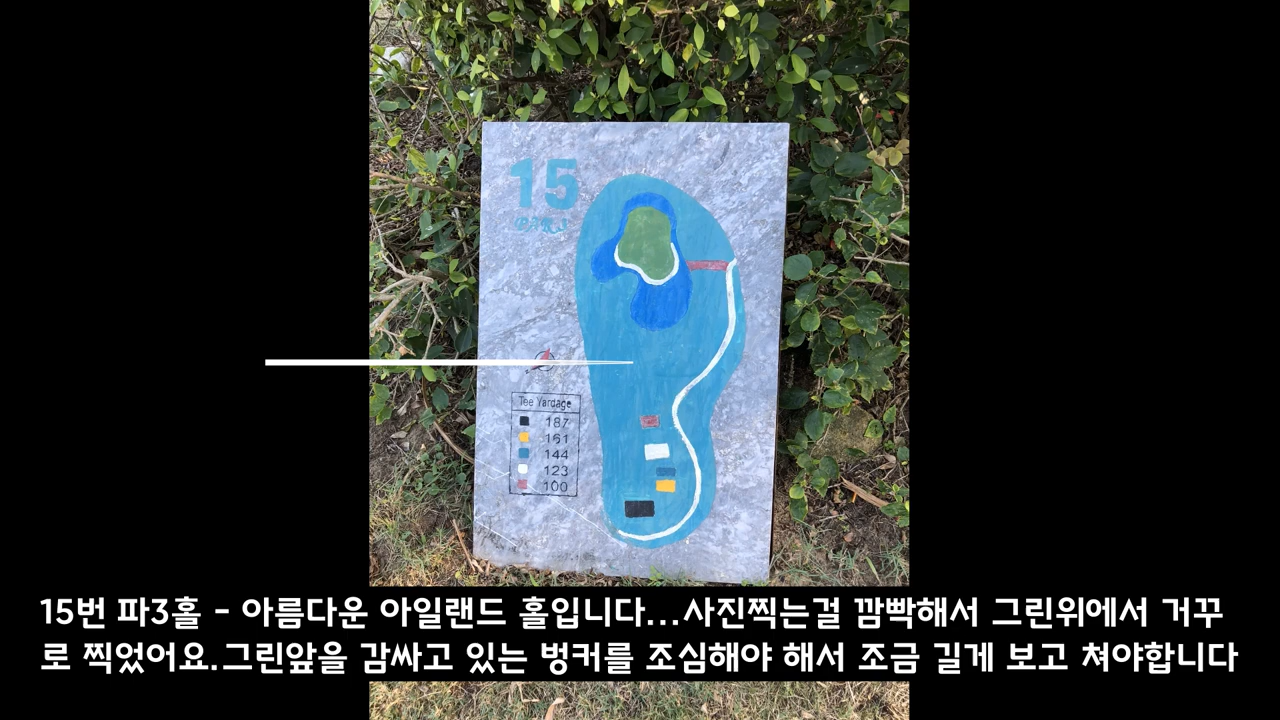 15
Tee Yardage
187
161
144
123
100
15번 파3홀 - 아름다운 아일랜드 홀입니다...사진찍는걸 깜빡해서 그린위에서 거꾸
로 찍었어요.그린앞을 감싸고 있는 벙커를 조심해야 해서 조금 길게 보고 쳐야합니다